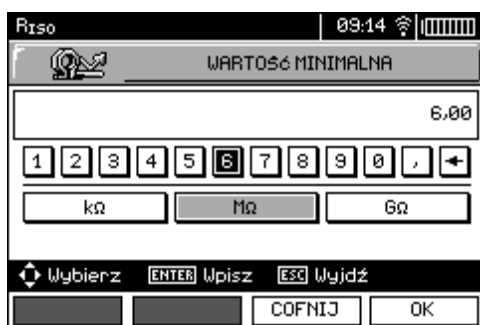 RISO 09:14
WARTOŚĆ MINIMALNA
6,00
1 2 3 4 5 6 7 8 9 0 , ←
kΩ MΩ GΩ
Wybierz ENTER Wpisz ESC Wyjdź
COFNIJ OK